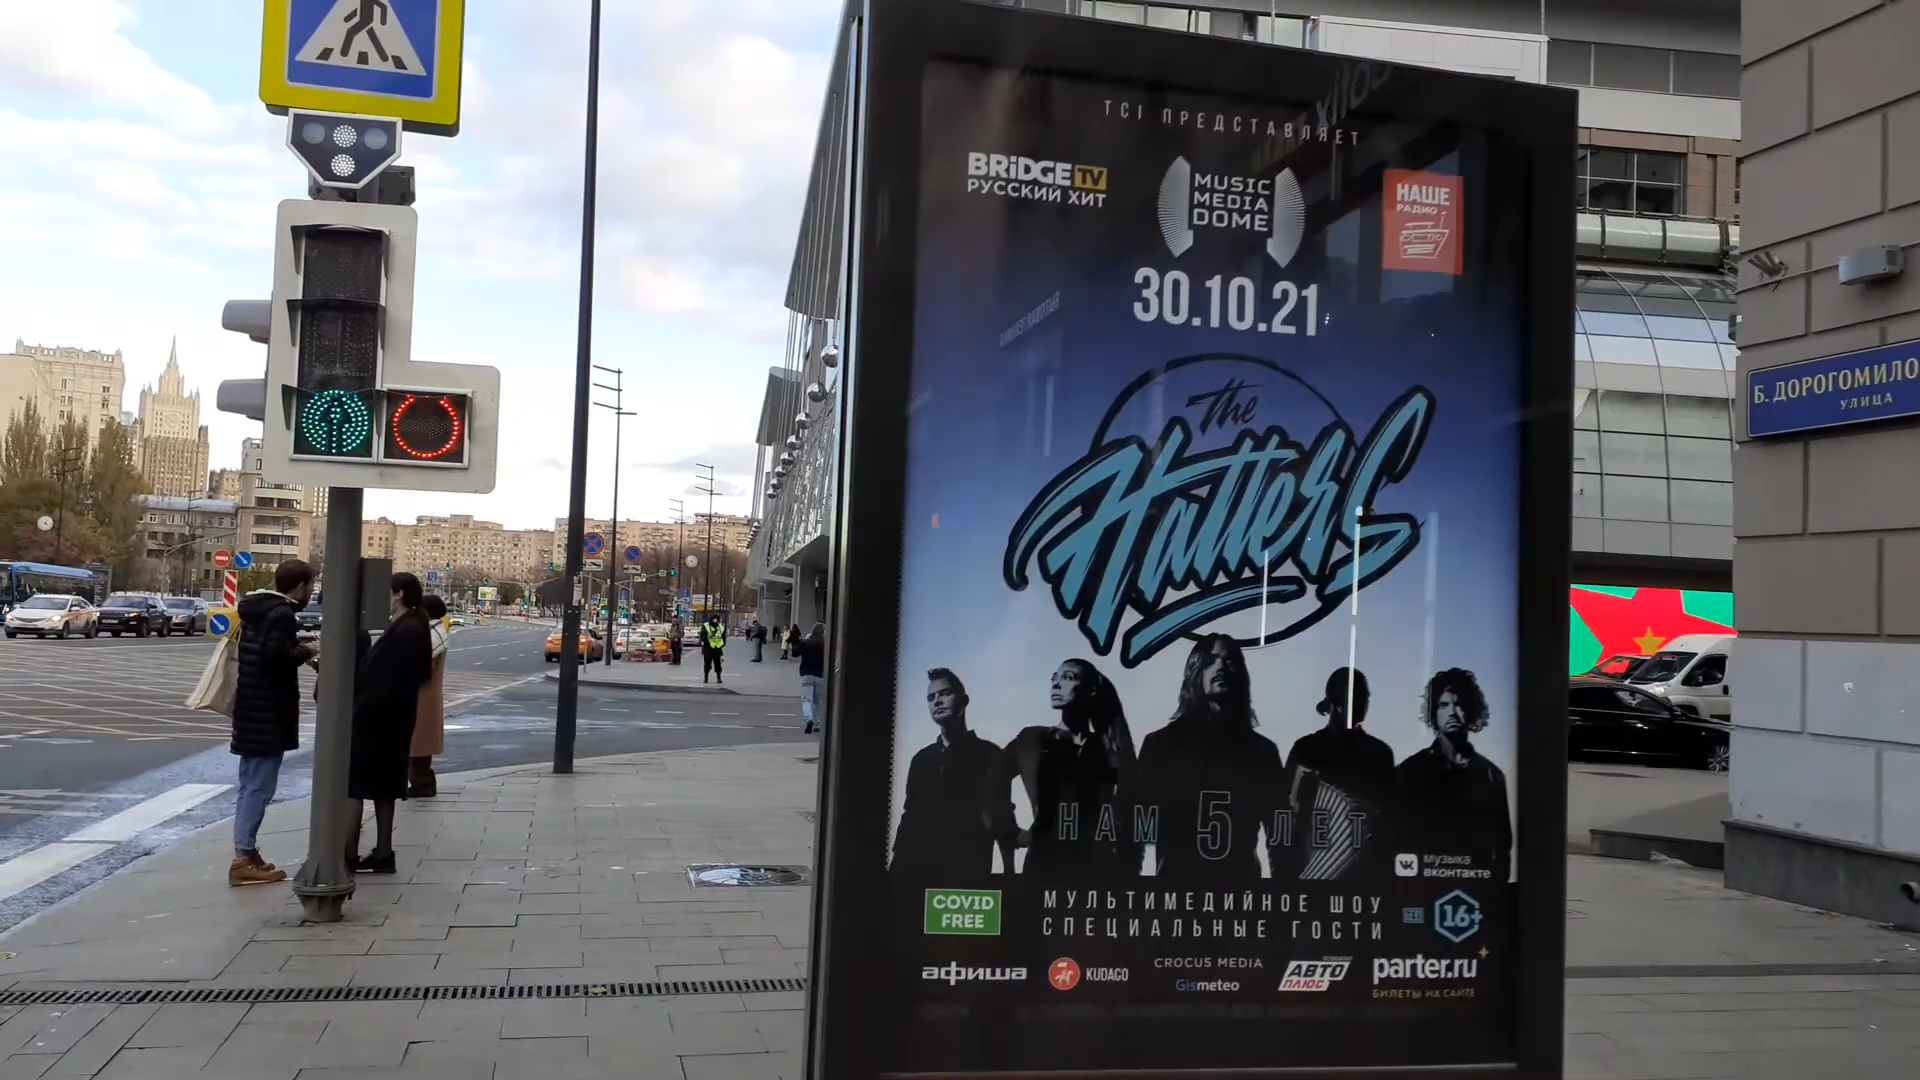 ТСІ ПРЕДСТАВЛЯЕТ
BRIDGE TV
РУССКИЙ ХИТ
MUSIC
MEDIA
DOME
НАШЕ
РАДИО
30.10.21
the
HatterS
НАМ 5 ЛЕТ
музыка
вконтакте
COVID
FREE
МУЛЬТИМЕДИЙНОЕ ШОУ
СПЕЦИАЛЬНЫЕ ГОСТИ
16+
афиша
KUDAGO
CROCUS MEDIA
Gismeteo
АВТО
ПЛЮС
parter.ru
БИЛЕТЫ НА САЙТЕ
Б. ДОРОГОМИЛО
УЛИЦА